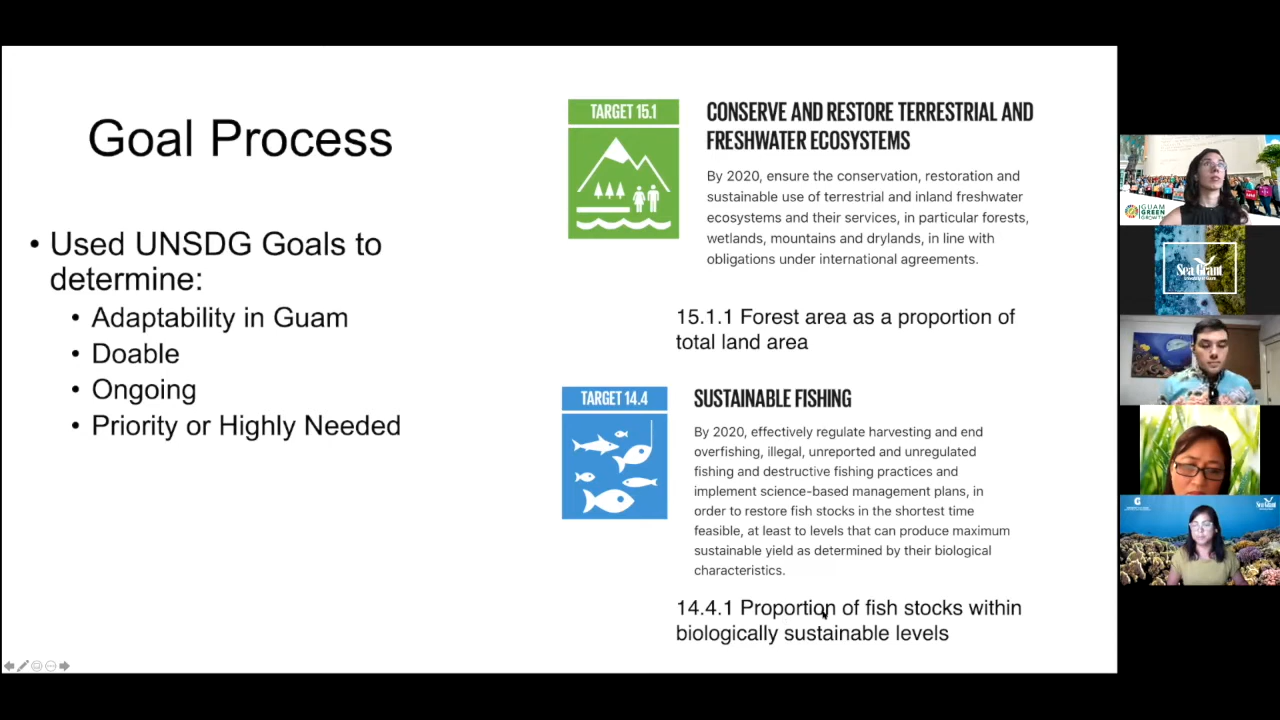 Goal Process
• Used UNSDG Goals to
determine:
• Adaptability in Guam
• Doable
• Ongoing
• Priority or Highly Needed
TARGET 15.1
CONSERVE AND RESTORE TERRESTRIAL AND
FRESHWATER ECOSYSTEMS
By 2020, ensure the conservation, restoration and
sustainable use of terrestrial and inland freshwater
ecosystems and their services, in particular forests,
wetlands, mountains and drylands, in line with
obligations under international agreements.
15.1.1 Forest area as a proportion of
total land area
TARGET 14.4
SUSTAINABLE FISHING
By 2020, effectively regulate harvesting and end
overfishing, illegal, unreported and unregulated
fishing and destructive fishing practices and
implement science-based management plans, in
order to restore fish stocks in the shortest time
feasible, at least to levels that can produce maximum
sustainable yield as determined by their biological
characteristics.
14.4.1 Proportion of fish stocks within
biologically sustainable levels
GUAM
GREEN
GROWTH
Sea Grant
Sea Grant